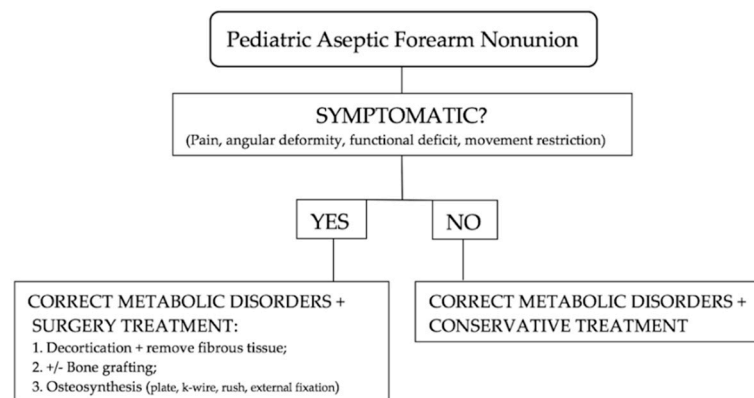 Pediatric Aseptic Forearm Nonunion
SYMPTOMATIC?
(Pain, angular deformity, functional deficit, movement restriction)
YES
NO
CORRECT METABOLIC DISORDERS +
SURGERY TREATMENT:
1. Decortication + remove fibrous tissue;
2. +/- Bone grafting;
3. Osteosynthesis (plate, k-wire, rush, external fixation)
CORRECT METABOLIC DISORDERS +
CONSERVATIVE TREATMENT